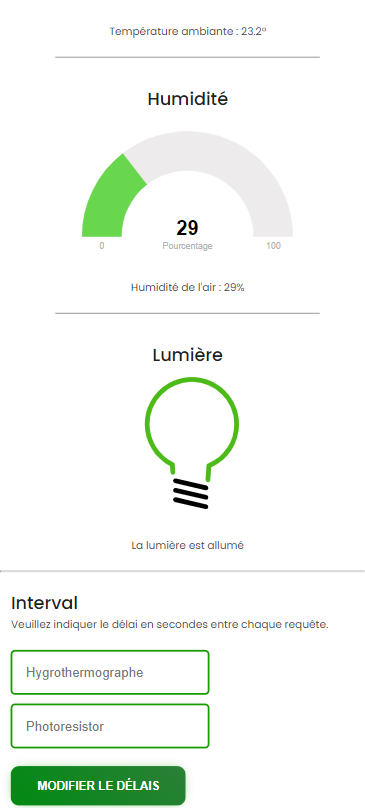 Température ambiante : 23.2°
Humidité
29
0 Pourcentage 100
Humidité de l'air : 29%
Lumière
La lumière est allumé
Interval
Veuillez indiquer le délai en secondes entre chaque requête.
Hygrothermographe
Photoresistor
MODIFIER LE DÉLAIS